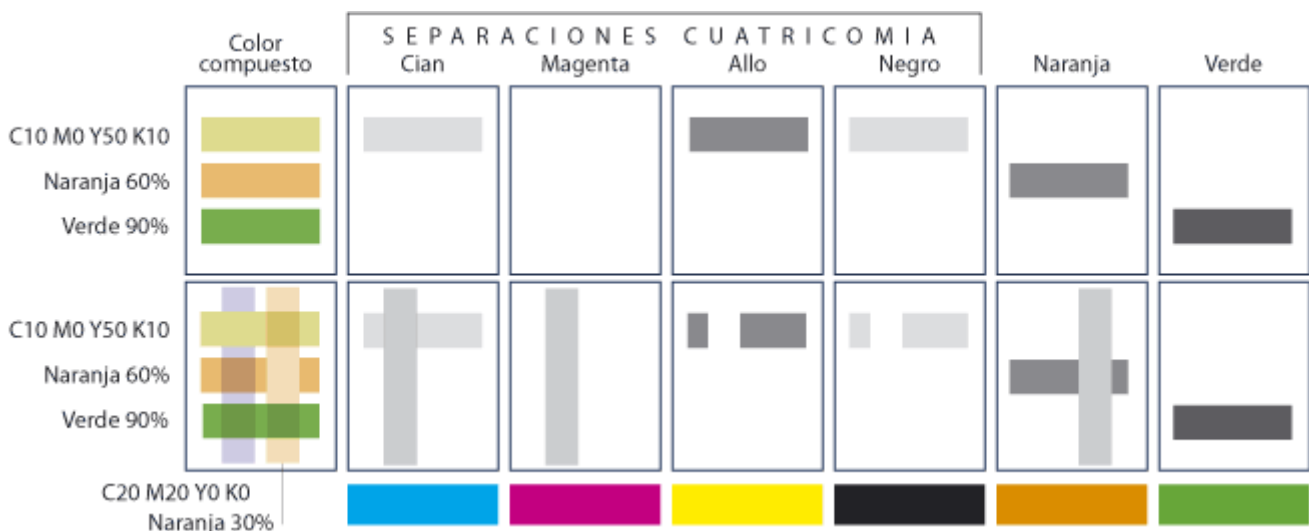 SEPARACIONES CUATRICOMIA
Color
compuesto
Cian
Magenta
Allo
Negro
Naranja
Verde
C10 M0 Y50 K10
Naranja 60%
Verde 90%
C10 M0 Y50 K10
Naranja 60%
Verde 90%
C20 M20 Y0 K0
Naranja 30%